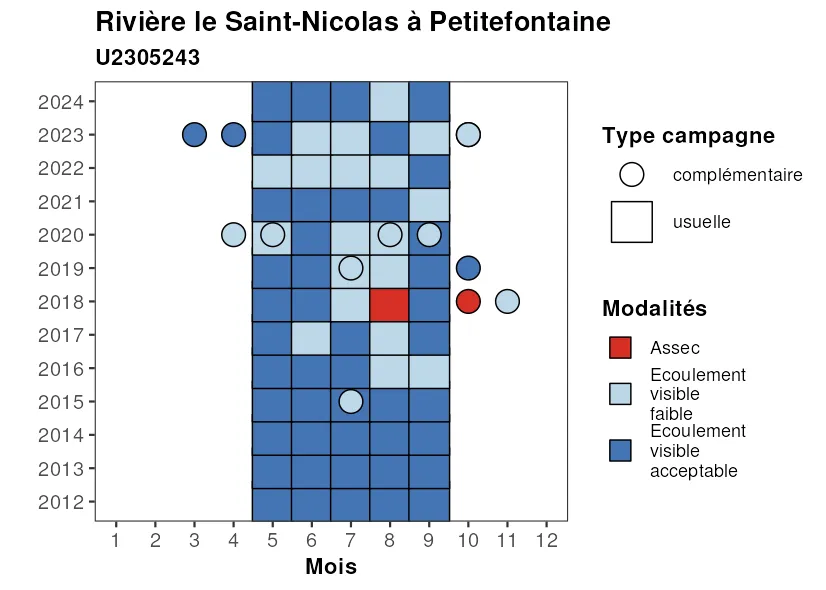 Rivière le Saint-Nicolas à Petitefontaine
U2305243
2024
2023
2022
2021
2020
2019
2018
2017
2016
2015
2014
2013
2012
1 2 3 4 5 6 7 8 9 10 11 12
Mois
Type campagne
complémentaire
usuelle
Modalités
Assec
Ecoulement
visible
faible
Ecoulement
visible
acceptable